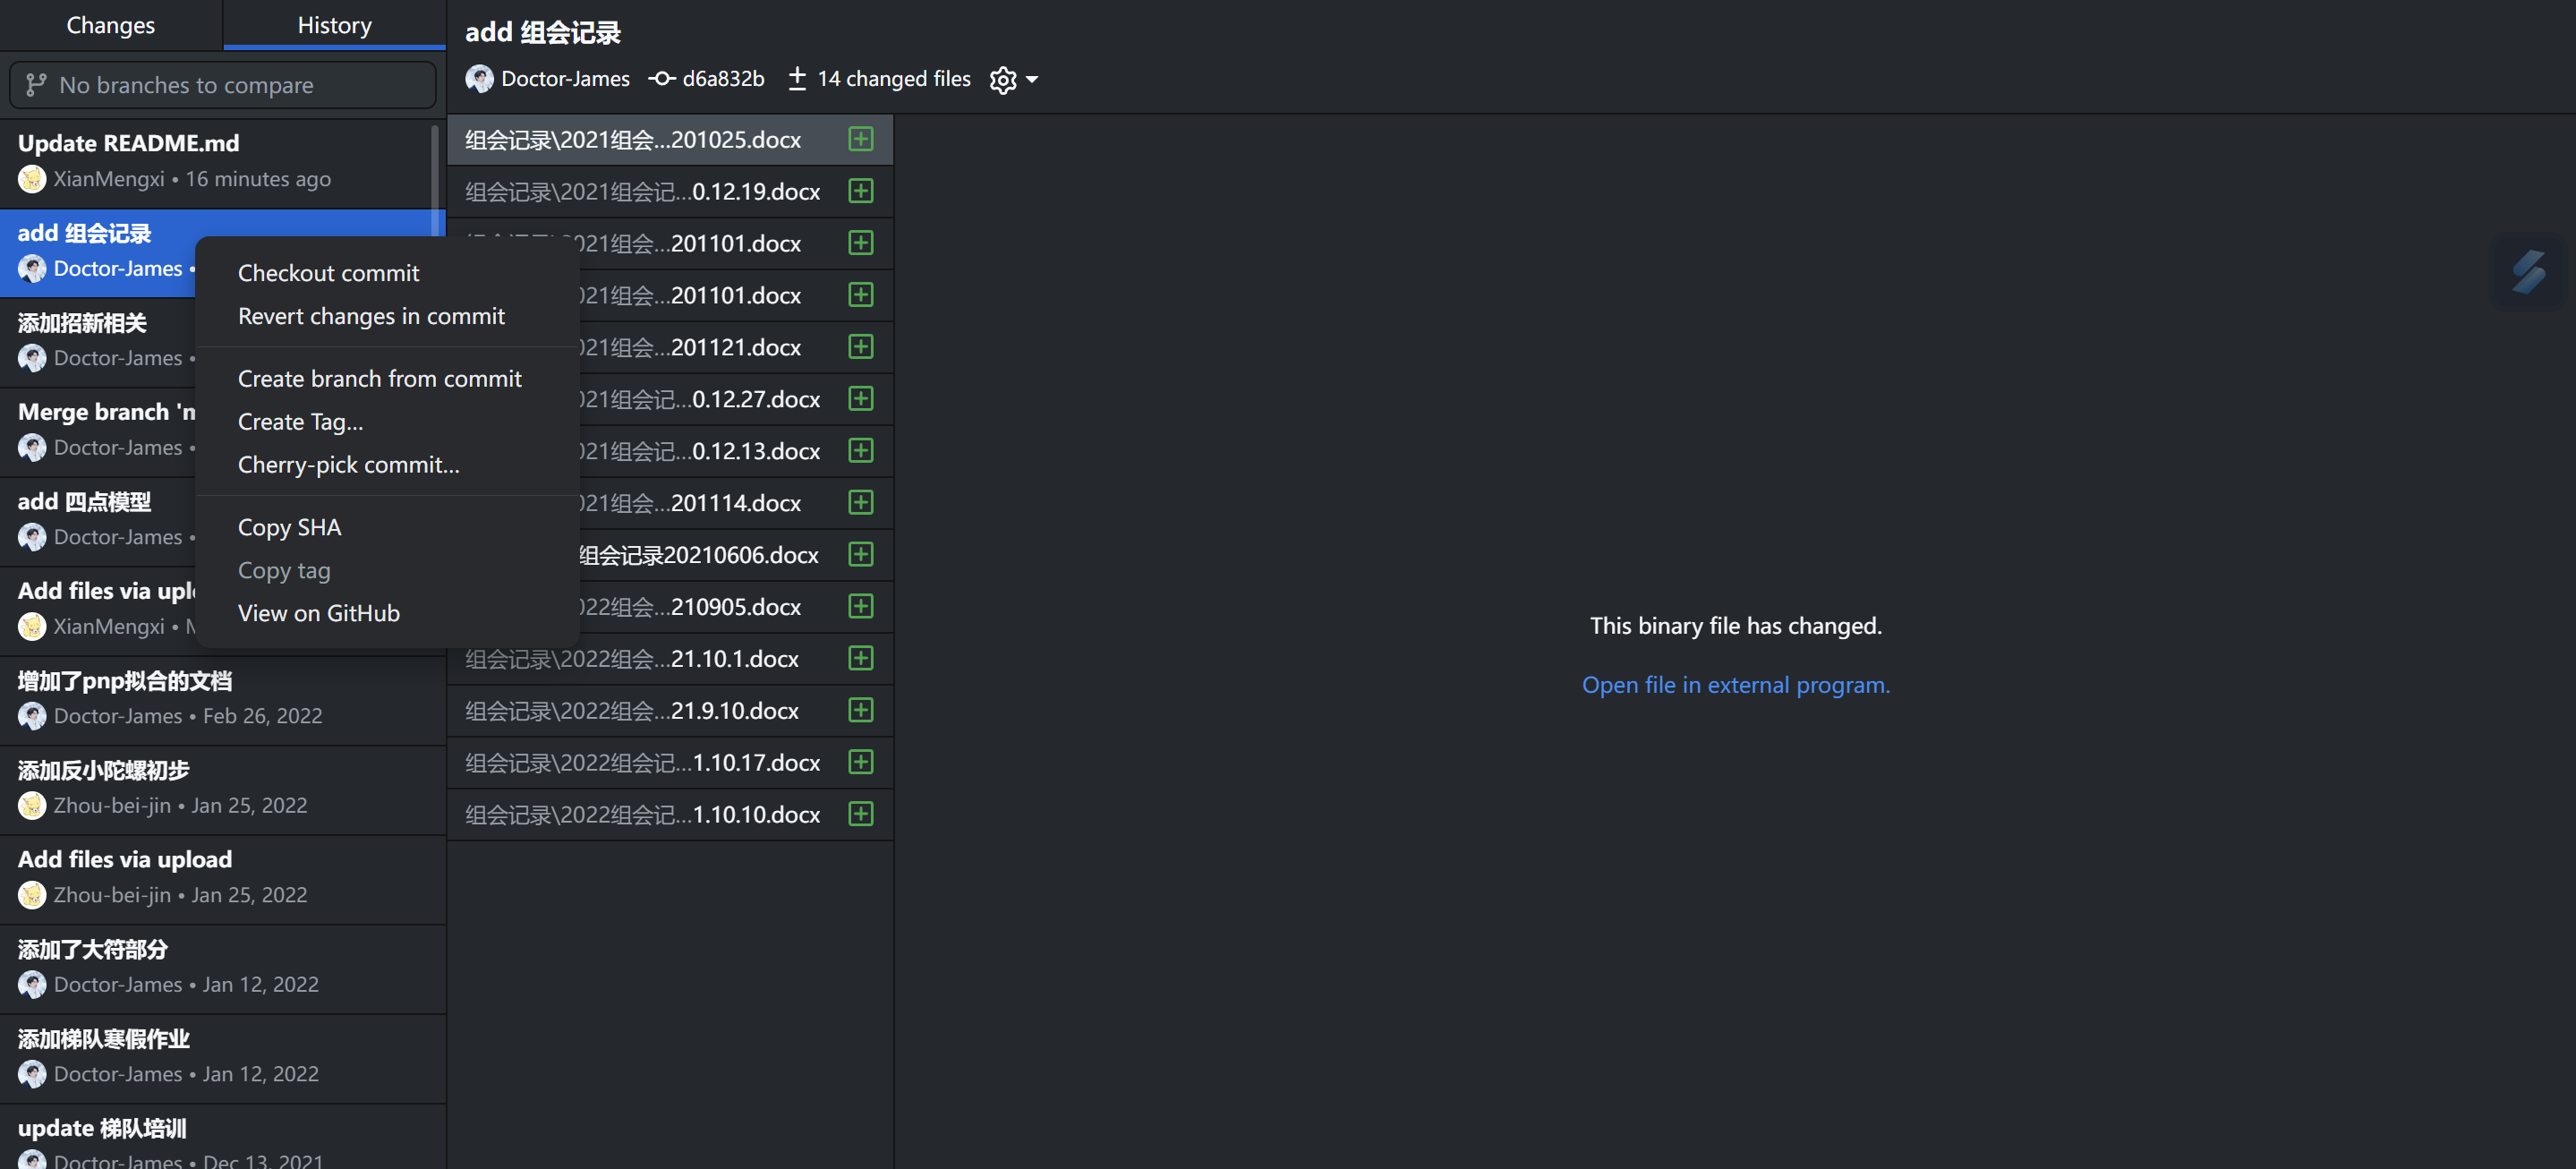 Changes
History
No branches to compare
Update README.md
XianMengxi • 16 minutes ago
add 组会记录
Doctor-James •
添加招新相关
Doctor-James •
Merge branch '
Doctor-James •
add 四点模型
Doctor-James •
Add files via
XianMengxi •
增加了pnp拟合的文档
Doctor-James • Feb 26, 2022
添加反小陀螺初步
Zhou-bei-jin • Jan 25, 2022
Add files via upload
Zhou-bei-jin • Jan 25, 2022
添加了大符部分
Doctor-James • Jan 12, 2022
添加梯队寒假作业
Doctor-James • Jan 12, 2022
update 梯队培训
Doctor-James • Dec 13, 2021
Checkout commit
Revert changes in commit
Create branch from commit
Create Tag...
Cherry-pick commit...
Copy SHA
Copy tag
View on GitHub
add 组会记录
Doctor-James d6a832b 14 changed files
组会记录\2021组会...201025.docx
组会记录\2021组会记...0.12.19.docx
021组会...201101.docx
021组会...201101.docx
021组会...201121.docx
021组会记...0.12.27.docx
021组会记...0.12.13.docx
021组会...201114.docx
组会记录20210606.docx
022组会...210905.docx
组会记录\2022组会...21.10.1.docx
组会记录\2022组会...21.9.10.docx
组会记录\2022组会记...1.10.17.docx
组会记录\2022组会记...1.10.10.docx
This binary file has changed.
Open file in external program.